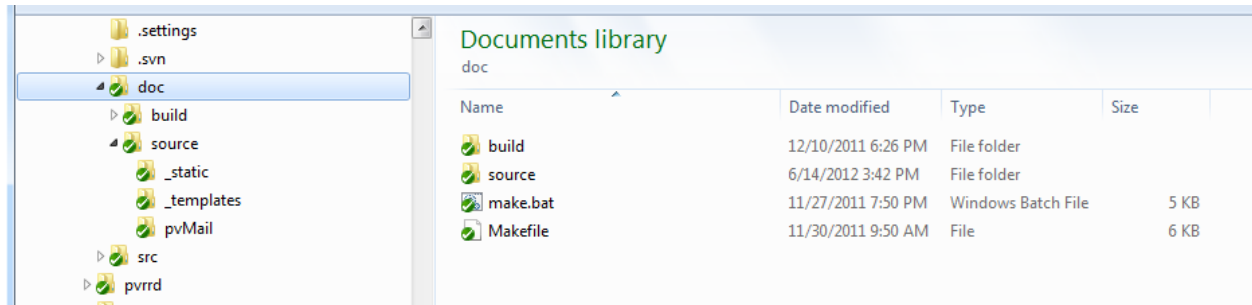 .settings
.svn
doc
build
source
_static
_templates
pvMail
src
pvrrd
Documents library
doc
Name Date modified Type Size
build 12/10/2011 6:26 PM File folder
source 6/14/2012 3:42 PM File folder
make.bat 11/27/2011 7:50 PM Windows Batch File 5 KB
Makefile 11/30/2011 9:50 AM File 6 KB